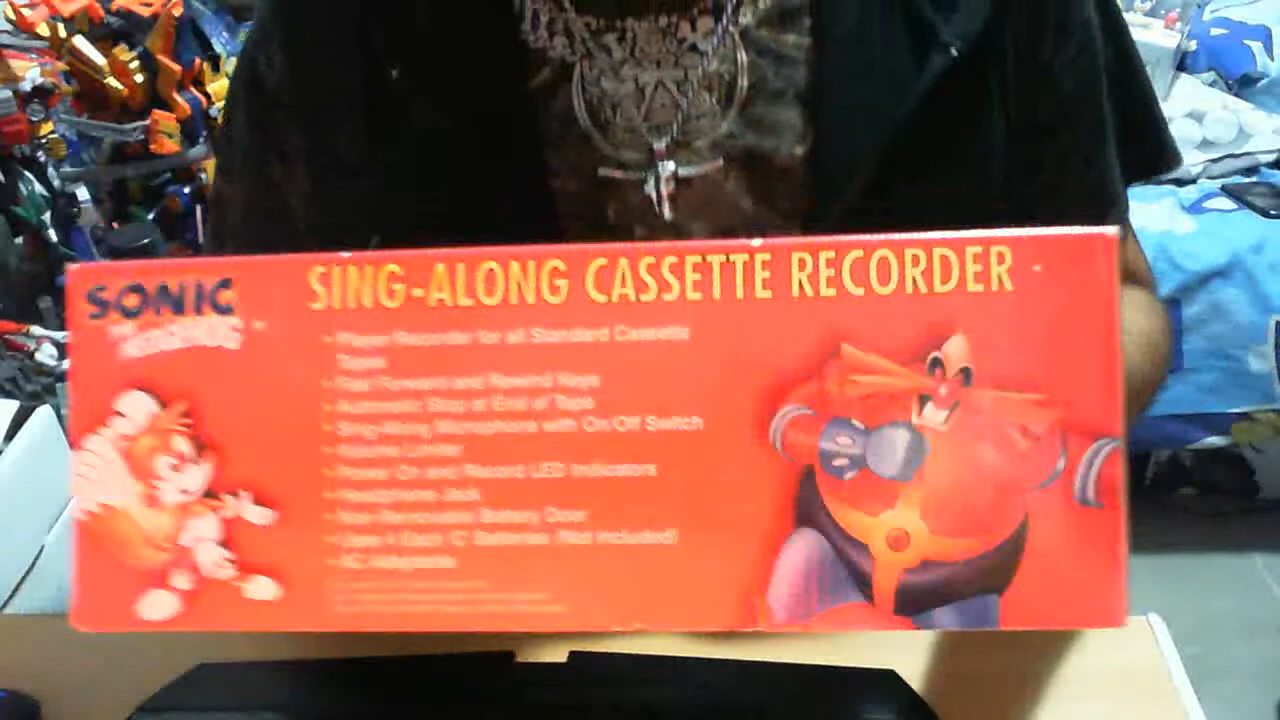 SONIC
THE HEDGEHOG
SING-ALONG CASSETTE RECORDER
• Player/Recorder for all Standard Cassette
Tapes
• Fast Forward and Rewind Keys
• Automatic Stop at End of Tape
• Sing-Along Microphone with On/Off Switch
• Volume Limiter
• Power On and Record LED Indicators
• Headphone Jack
• Non-Removable Battery Door
• Uses 4 Each "C" Batteries (Not Included)
• AC Adaptable